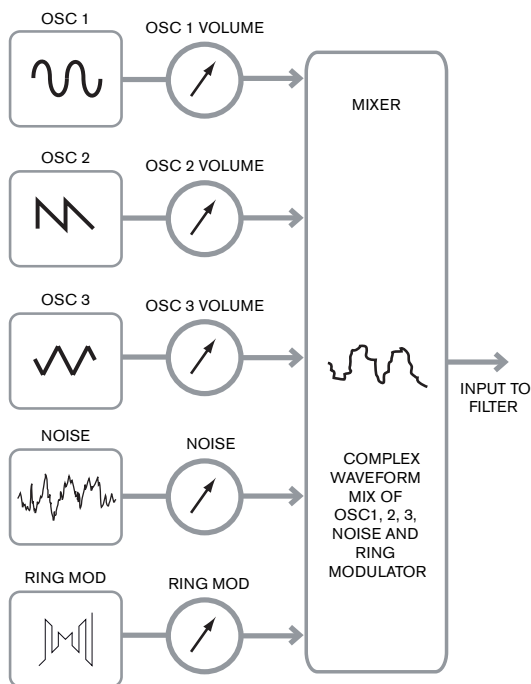 OSC 1
OSC 1 VOLUME
MIXER
OSC 2
OSC 2 VOLUME
OSC 3
OSC 3 VOLUME
INPUT TO
FILTER
NOISE
NOISE
COMPLEX
WAVEFORM
MIX OF
OSC1, 2, 3,
NOISE AND
RING
MODULATOR
RING MOD
RING MOD